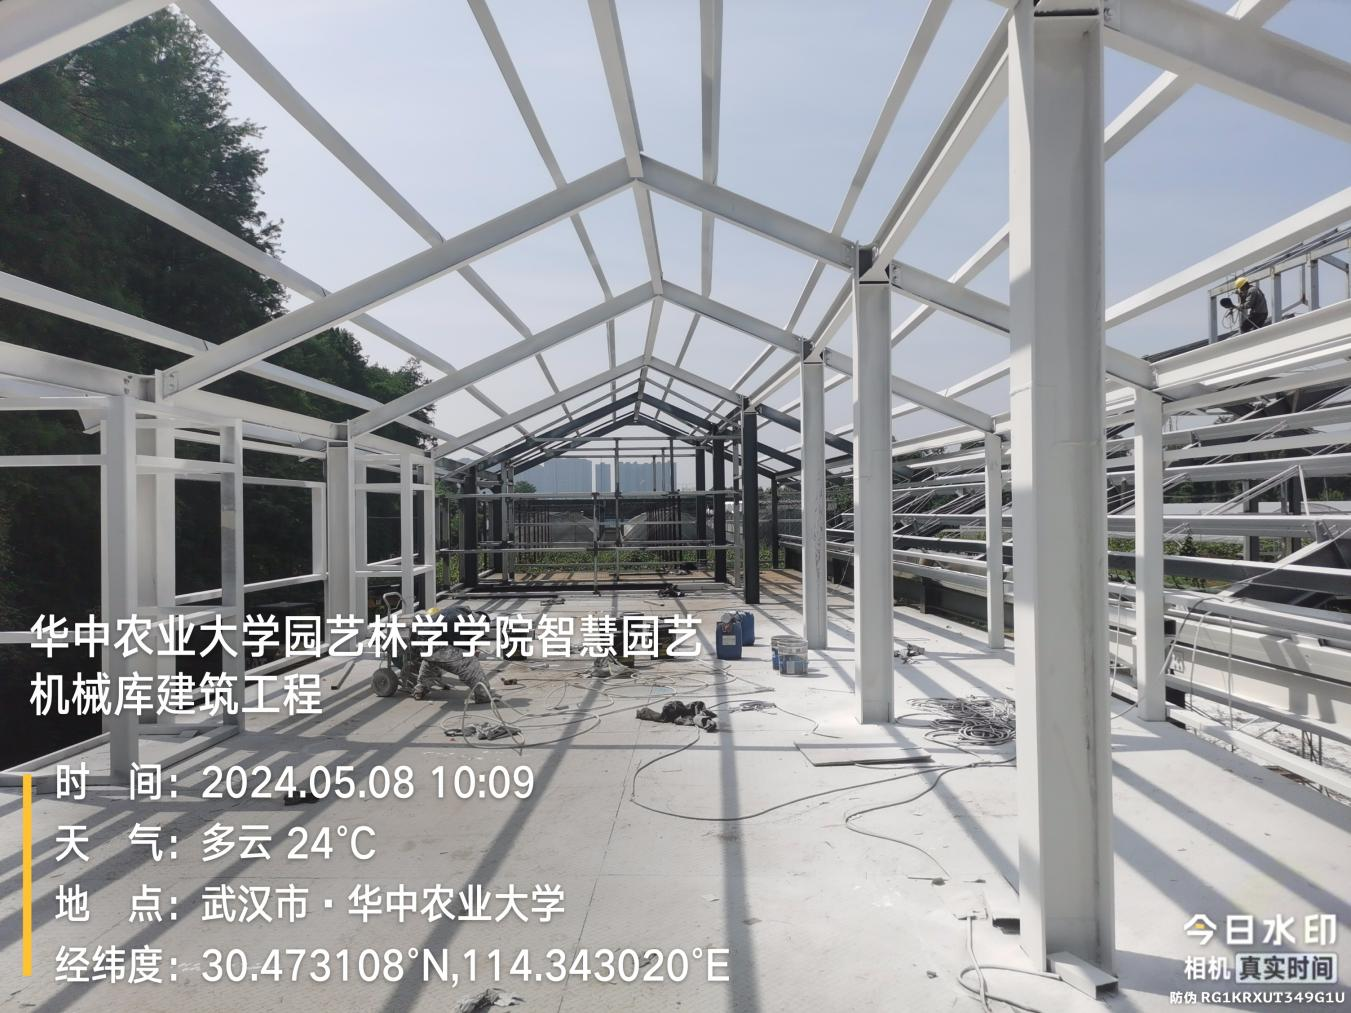 华中农业大学园艺林学学院智慧园艺
机械库建筑工程
时 间：2024.05.08 10:09
天 气：多云 24°C
地 点：武汉市·华中农业大学
经纬度：30.473108°N,114.343020°E
今日水印
相机 真实时间
防伪 RG1KRXUT349G1U